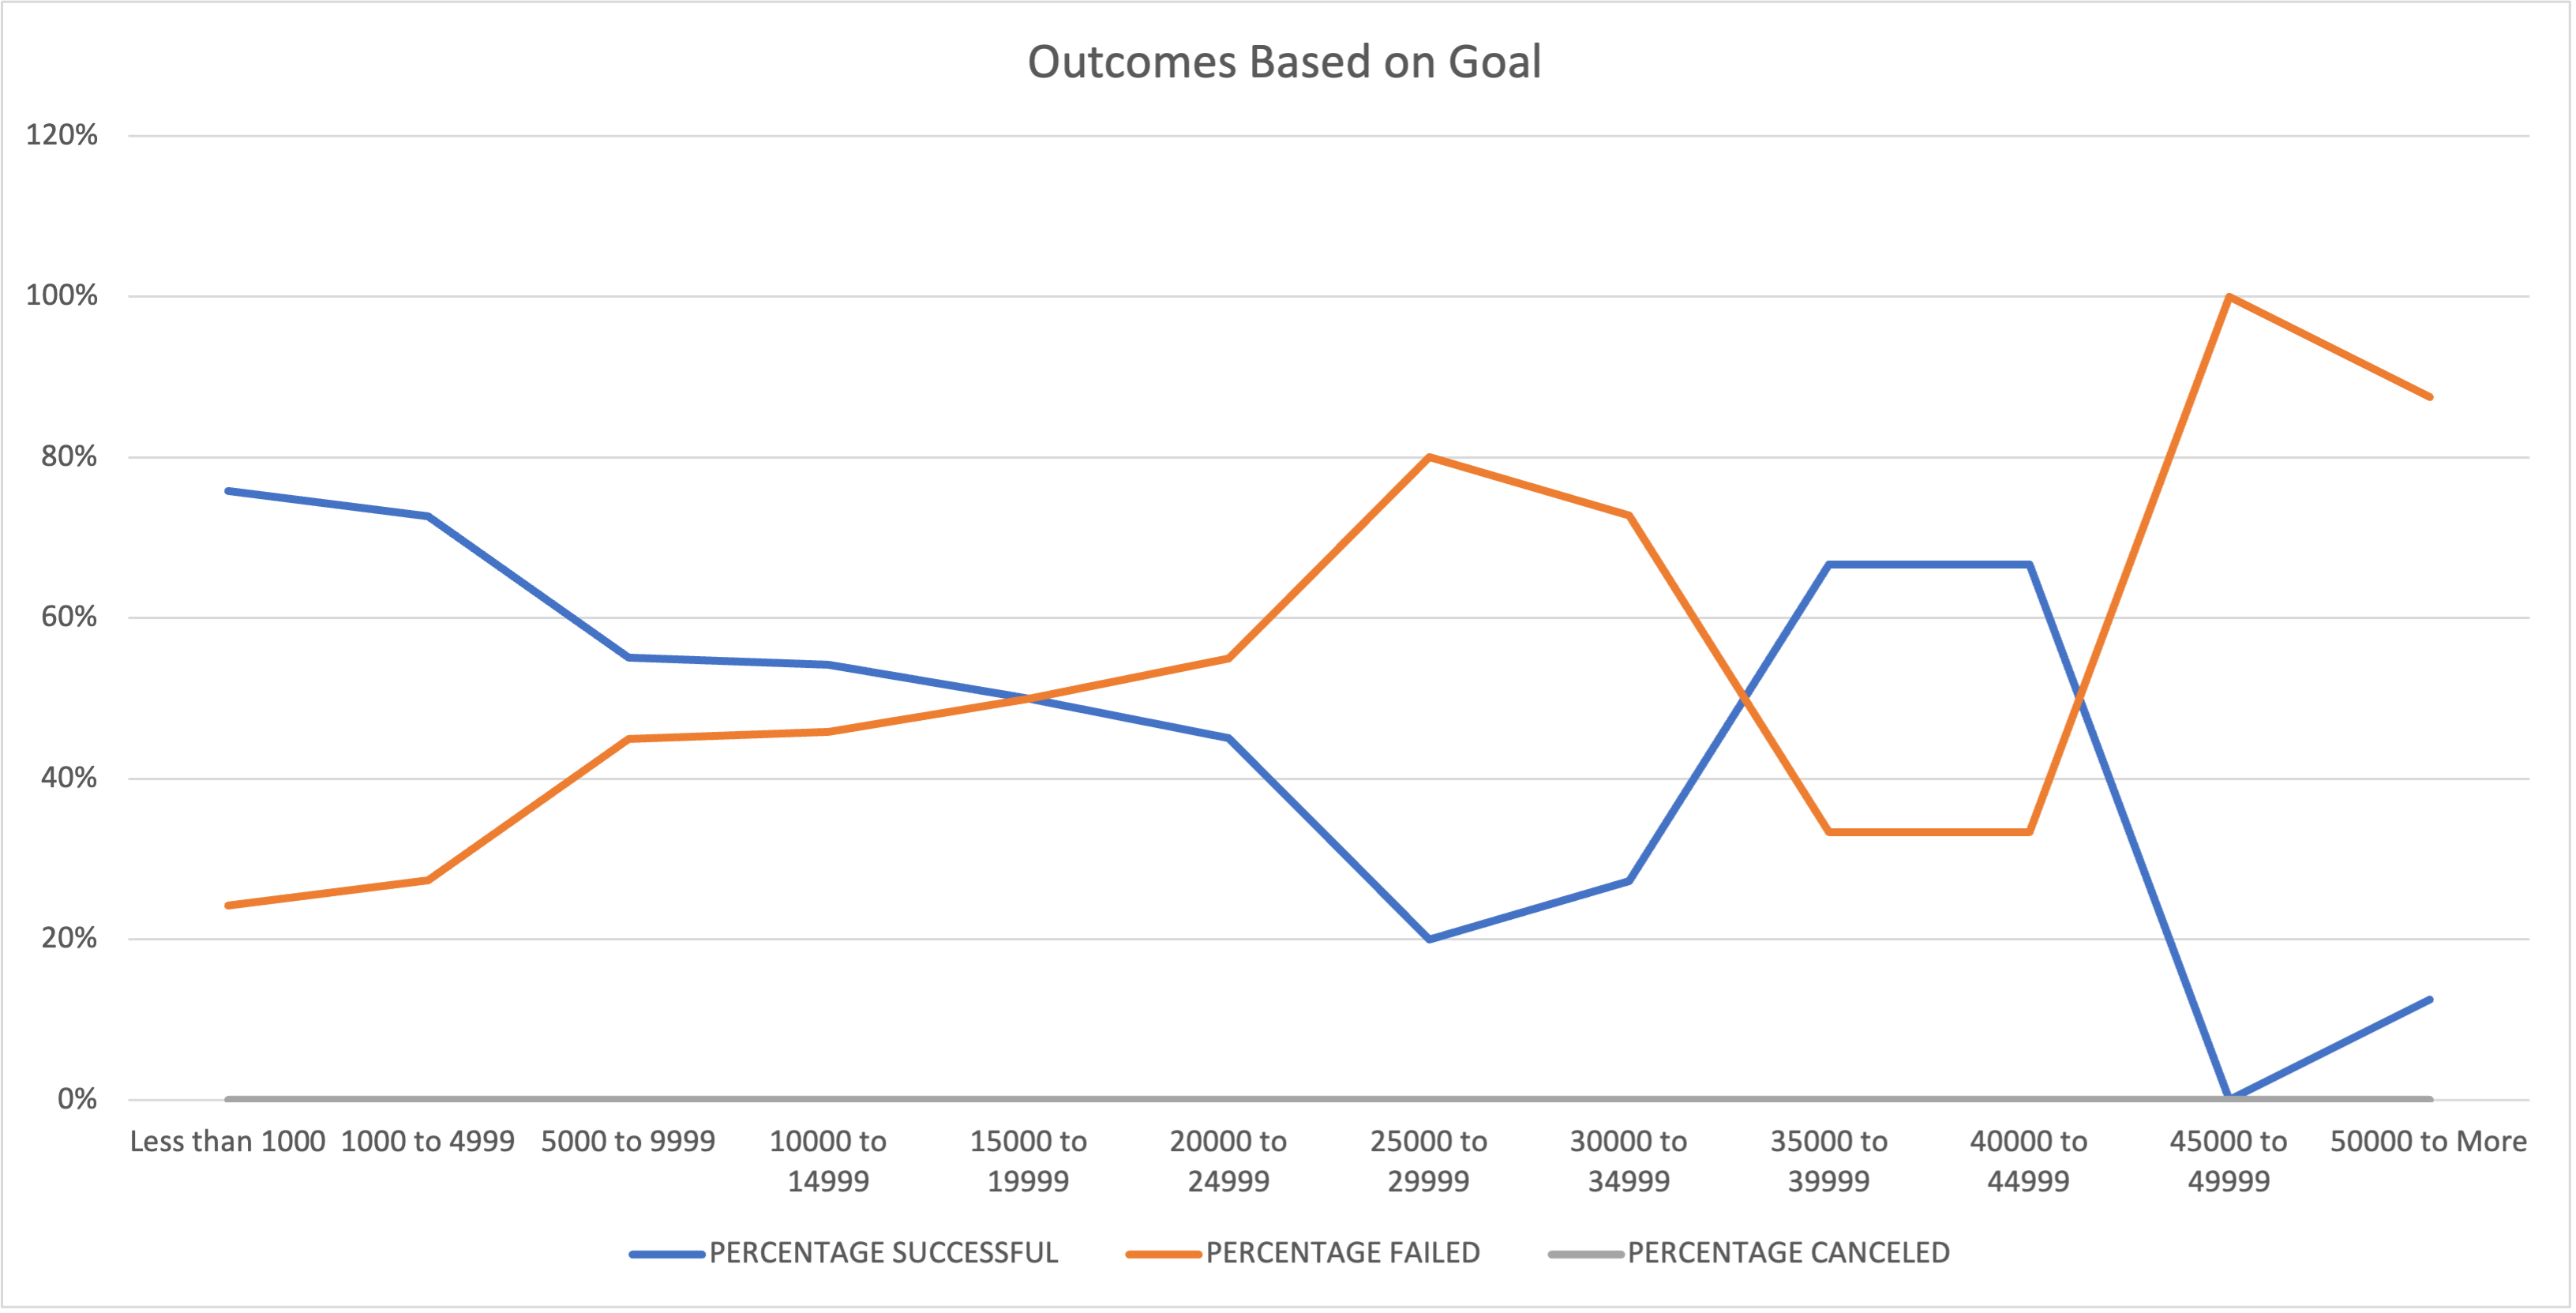 Outcomes Based on Goal
120%
100%
80%
60%
40%
20%
0%
Less than 1000
1000 to 4999
5000 to 9999
10000 to
14999
15000 to
19999
20000 to
24999
25000 to
29999
30000 to
34999
35000 to
39999
40000 to
44999
45000 to
49999
50000 to More
PERCENTAGE SUCCESSFUL
PERCENTAGE FAILED
PERCENTAGE CANCELED